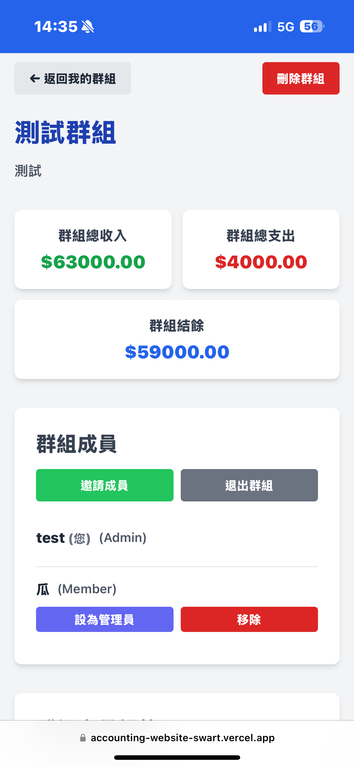 14:35
5G 56
← 返回我的群組
刪除群組
測試群組
測試
群組總收入
$63000.00
群組總支出
$4000.00
群組結餘
$59000.00
群組成員
邀請成員
退出群組
test (您) (Admin)
瓜 (Member)
設為管理員
移除
accounting-website-swart.vercel.app